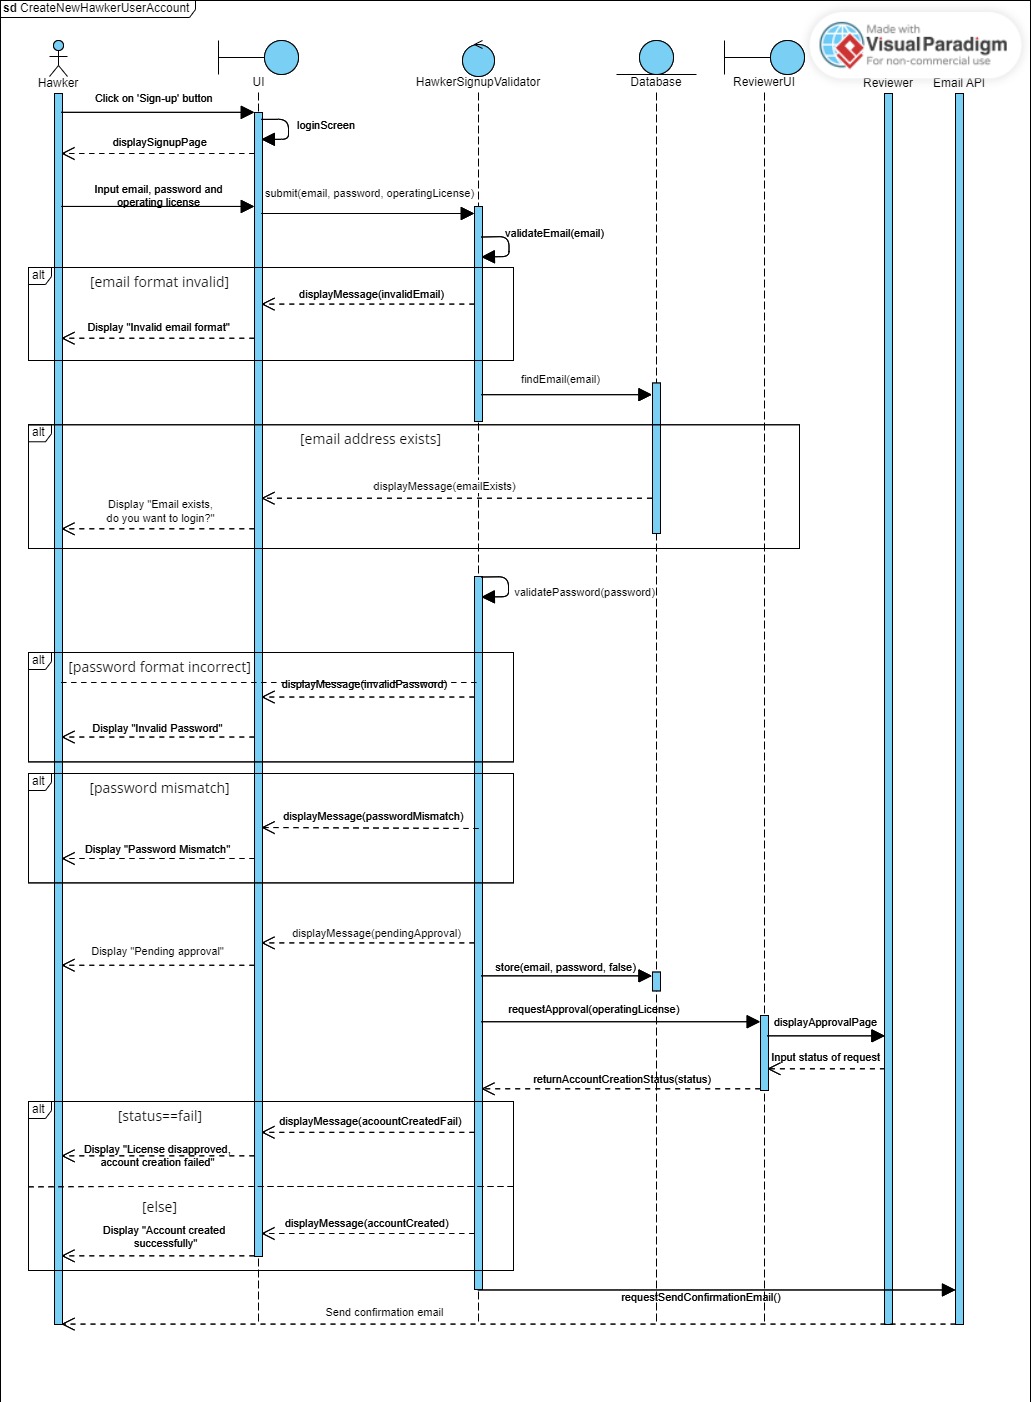 sd CreateNewHawkerUserAccount
Made with
VisualParadigm
For non-commercial use
Hawker
UI
HawkerSignupValidator
Database
ReviewerUI
Reviewer
Email API
Click on 'Sign-up' button
loginScreen
displaySignupPage
Input email, password and
operating license
submit(email, password, operatingLicense)
validateEmail(email)
alt
[email format invalid]
displayMessage(invalidEmail)
Display "Invalid email format"
findEmail(email)
alt
[email address exists]
displayMessage(emailExists)
Display "Email exists,
do you want to login?"
validatePassword(password)
alt
[password format incorrect]
displayMessage(invalidPassword)
Display "Invalid Password"
alt
[password mismatch]
displayMessage(passwordMismatch)
Display "Password Mismatch"
displayMessage(pendingApproval)
Display "Pending approval"
store(email, password, false)
requestApproval(operatingLicense)
displayApprovalPage
Input status of request
returnAccountCreationStatus(status)
alt
[status==fail]
displayMessage(acoountCreatedFail)
Display "License disapproved,
account creation failed"
[else]
displayMessage(accountCreated)
Display "Account created
successfully"
requestSendConfirmationEmail()
Send confirmation email